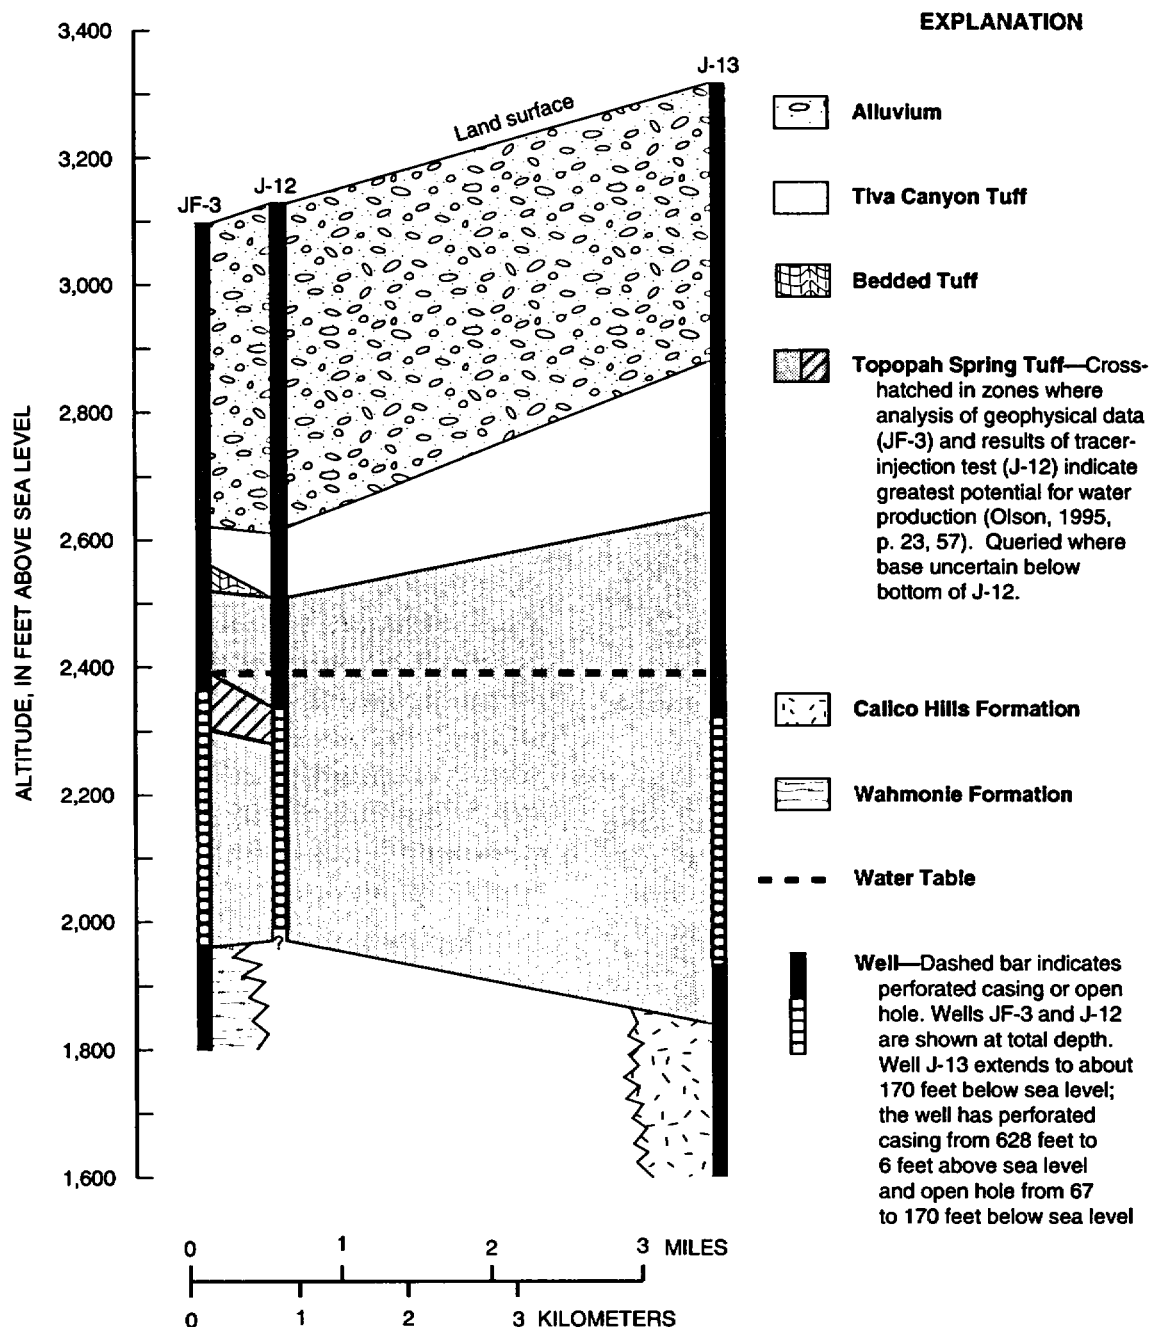 EXPLANATION
3,400
3,200
3,000
2,800
2,600
2,400
2,200
2,000
1,800
1,600
ALTITUDE, IN FEET ABOVE SEA LEVEL
JF-3
J-12
Land surface
J-13
?
Alluvium
Tiva Canyon Tuff
Bedded Tuff
Topopah Spring Tuff—Cross-
hatched in zones where
analysis of geophysical data
(JF-3) and results of tracer-
injection test (J-12) indicate
greatest potential for water
production (Olson, 1995,
p. 23, 57). Queried where
base uncertain below
bottom of J-12.
Calico Hills Formation
Wahmonie Formation
Water Table
Well—Dashed bar indicates
perforated casing or open
hole. Wells JF-3 and J-12
are shown at total depth.
Well J-13 extends to about
170 feet below sea level;
the well has perforated
casing from 628 feet to
6 feet above sea level
and open hole from 67
to 170 feet below sea level
0 1 2 3 MILES
0 1 2 3 KILOMETERS